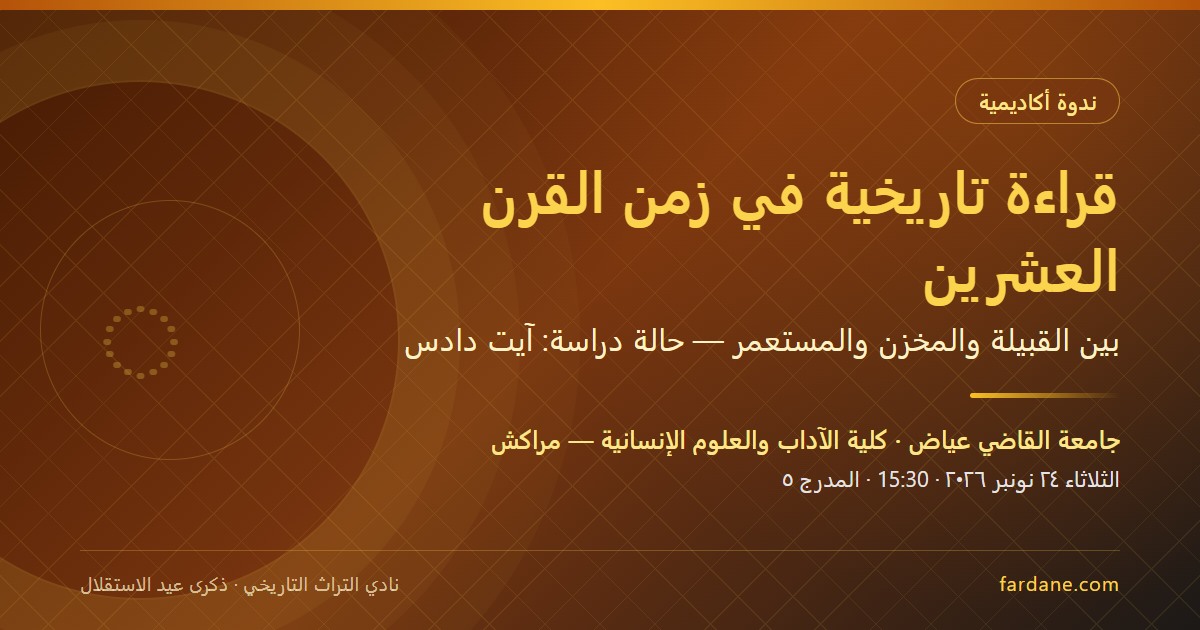 ندوة أكاديمية
قراءة تاريخية في زمن القرن
العشرين
بين القبيلة والمخزن والمستعمر — حالة دراسة: آيت دادس
جامعة القاضي عياض · كلية الآداب والعلوم الإنسانية — مراكش
الثلاثاء ٢٤ نونبر ٢٠٢٦ · 15:30 · المدرج ٥
نادي التراث التاريخي · ذكرى عيد الاستقلال
fardane.com